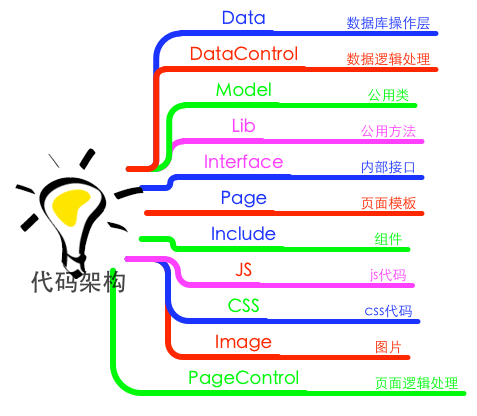 Data 数据库操作层
DataControl 数据逻辑处理
Model 公用类
Lib 公用方法
Interface 内部接口
Page 页面模板
Include 组件
代码架构
JS js代码
CSS css代码
Image 图片
PageControl 页面逻辑处理